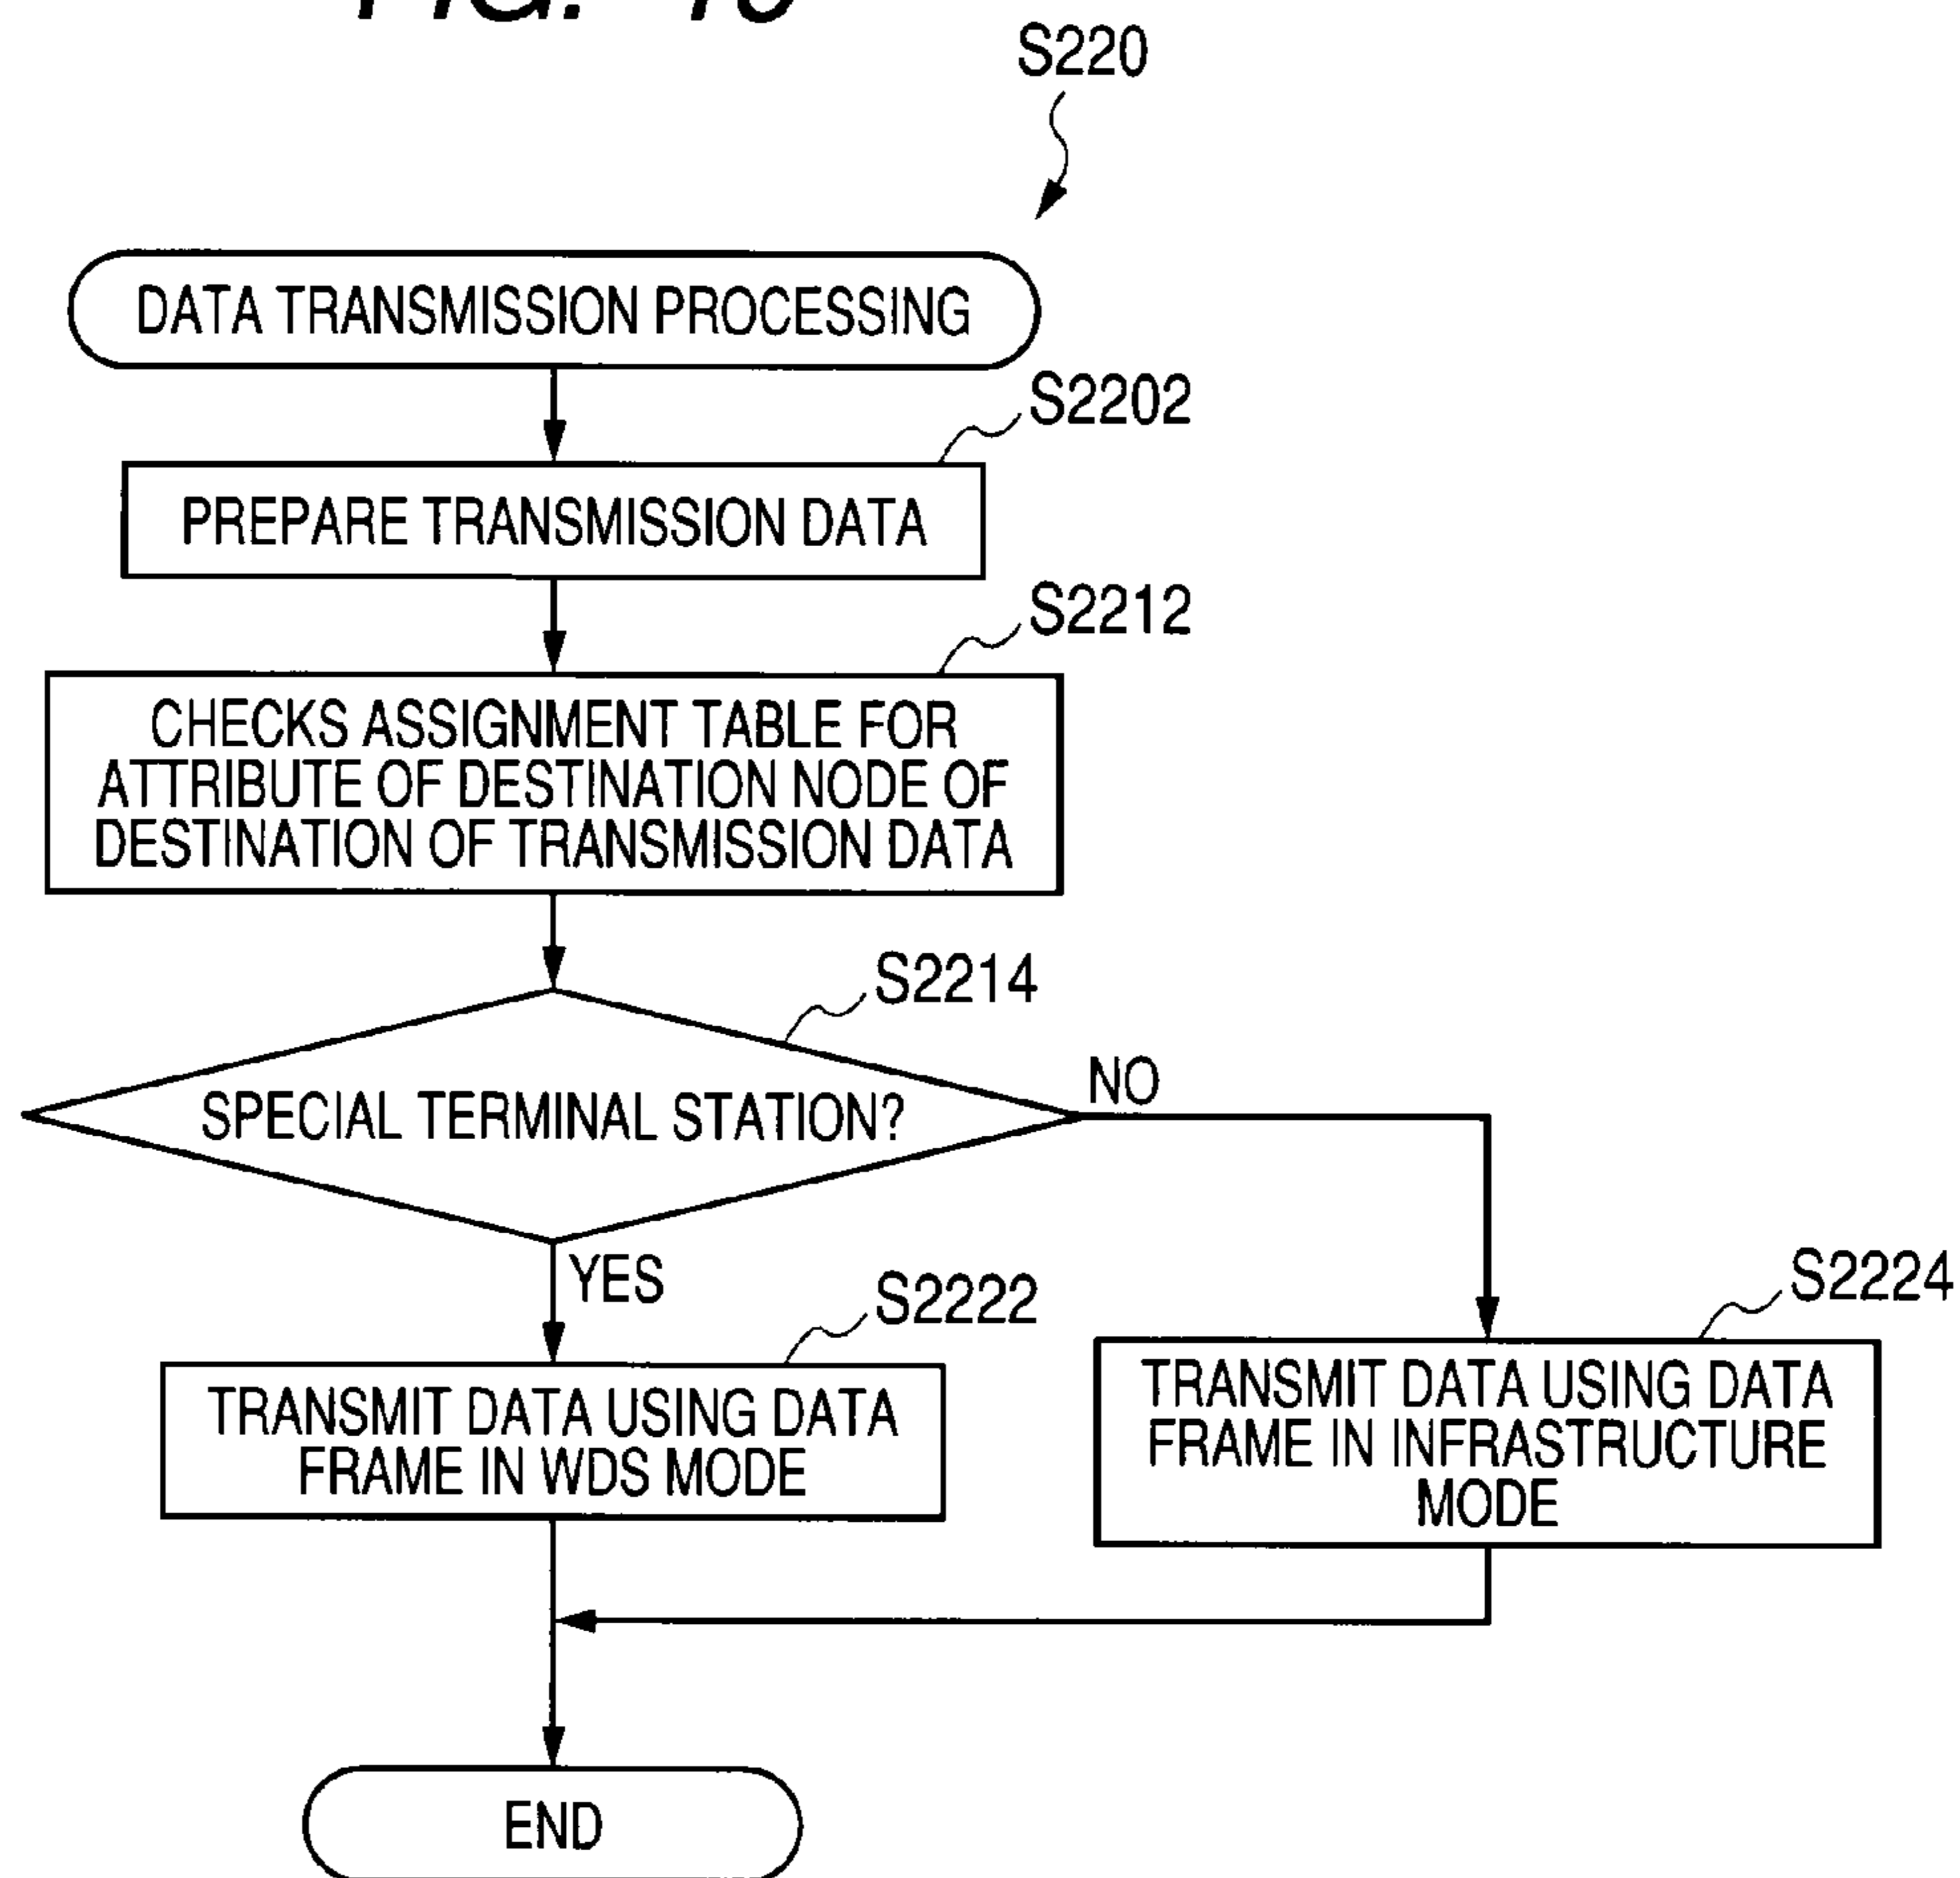 S220
DATA TRANSMISSION PROCESSING
S2202
PREPARE TRANSMISSION DATA
S2212
CHECKS ASSIGNMENT TABLE FOR
ATTRIBUTE OF DESTINATION NODE OF
DESTINATION OF TRANSMISSION DATA
S2214
SPECIAL TERMINAL STATION?
NO
YES
S2222
TRANSMIT DATA USING DATA
FRAME IN WDS MODE
S2224
TRANSMIT DATA USING DATA
FRAME IN INFRASTRUCTURE
MODE
END